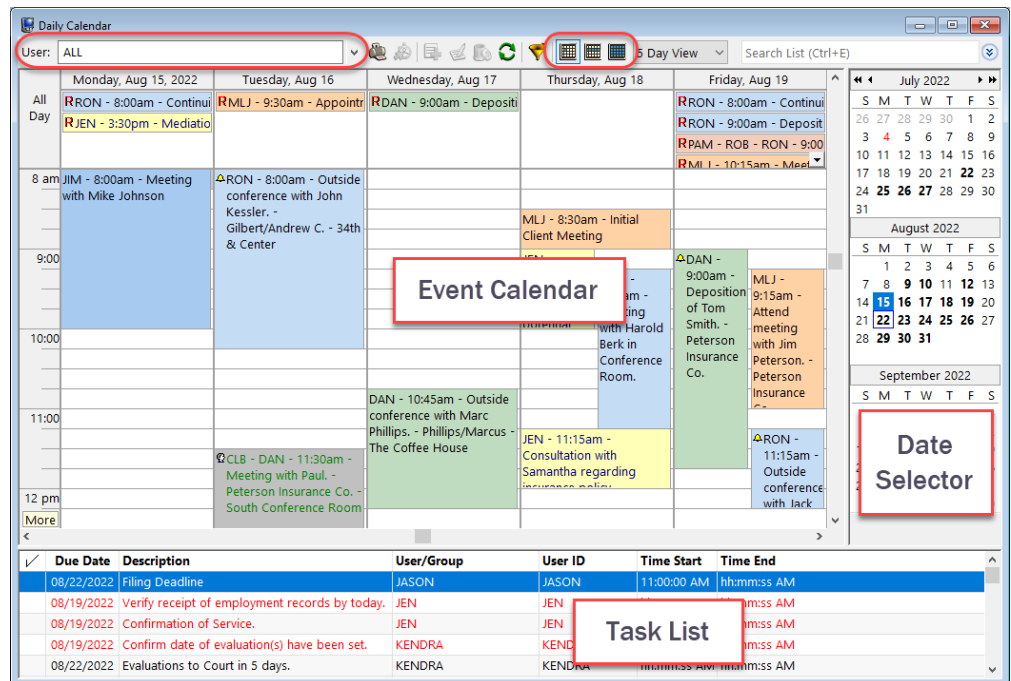 Daily Calendar
User: ALL 5 Day View Search List (Ctrl+E)
Monday, Aug 15, 2022 Tuesday, Aug 16 Wednesday, Aug 17 Thursday, Aug 18 Friday, Aug 19
All
Day
RRON - 8:00am - Continui
RJEN - 3:30pm - Mediatio
RMLJ - 9:30am - Appointr
RDAN - 9:00am - Depositi
RRON - 8:00am - Continui
RRON - 9:00am - Deposit
RPAM - ROB - RON - 9:00
RMLJ - 10:15am - Meet
8 am
9:00
10:00
11:00
12 pm
More
JIM - 8:00am - Meeting
with Mike Johnson
RON - 8:00am - Outside
conference with John
Kessler. -
Gilbert/Andrew C. - 34th
& Center
CLB - DAN - 11:30am -
Meeting with Paul. -
Peterson Insurance Co. -
South Conference Room
DAN - 10:45am - Outside
conference with Marc
Phillips. - Phillips/Marcus -
The Coffee House
MLJ - 8:30am - Initial
Client Meeting
JEN
with Harold
Berk in
Conference
Room.
JEN - 11:15am -
Consultation with
Samantha regarding
insurance policy
DAN -
9:00am -
Deposition
of Tom
Smith. -
Peterson
Insurance
Co.
MLJ -
9:15am -
Attend
meeting
with Jim
Peterson. -
Peterson
Insurance
RON -
11:15am -
Outside
conference
with Jack
Event Calendar
July 2022
S M T W T F S
26 27 28 29 30 1 2
3 4 5 6 7 8 9
10 11 12 13 14 15 16
17 18 19 20 21 22 23
24 25 26 27 28 29 30
31
August 2022
S M T W T F S
1 2 3 4 5 6
7 8 9 10 11 12 13
14 15 16 17 18 19 20
21 22 23 24 25 26 27
28 29 30 31
September 2022
S M T W T F S
Date
Selector
Due Date Description User/Group User ID Time Start Time End
08/22/2022 Filing Deadline JASON JASON 11:00:00 AM hh:mm:ss AM
08/19/2022 Verify receipt of employment records by today. JEN JEN hh:mm:ss AM
08/19/2022 Confirmation of Service. JEN JEN
08/19/2022 Confirm date of evaluation(s) have been set. KENDRA
08/22/2022 Evaluations to Court in 5 days. KENDRA KENDRA hh:mm:ss AM hh:mm:ss AM
Task List